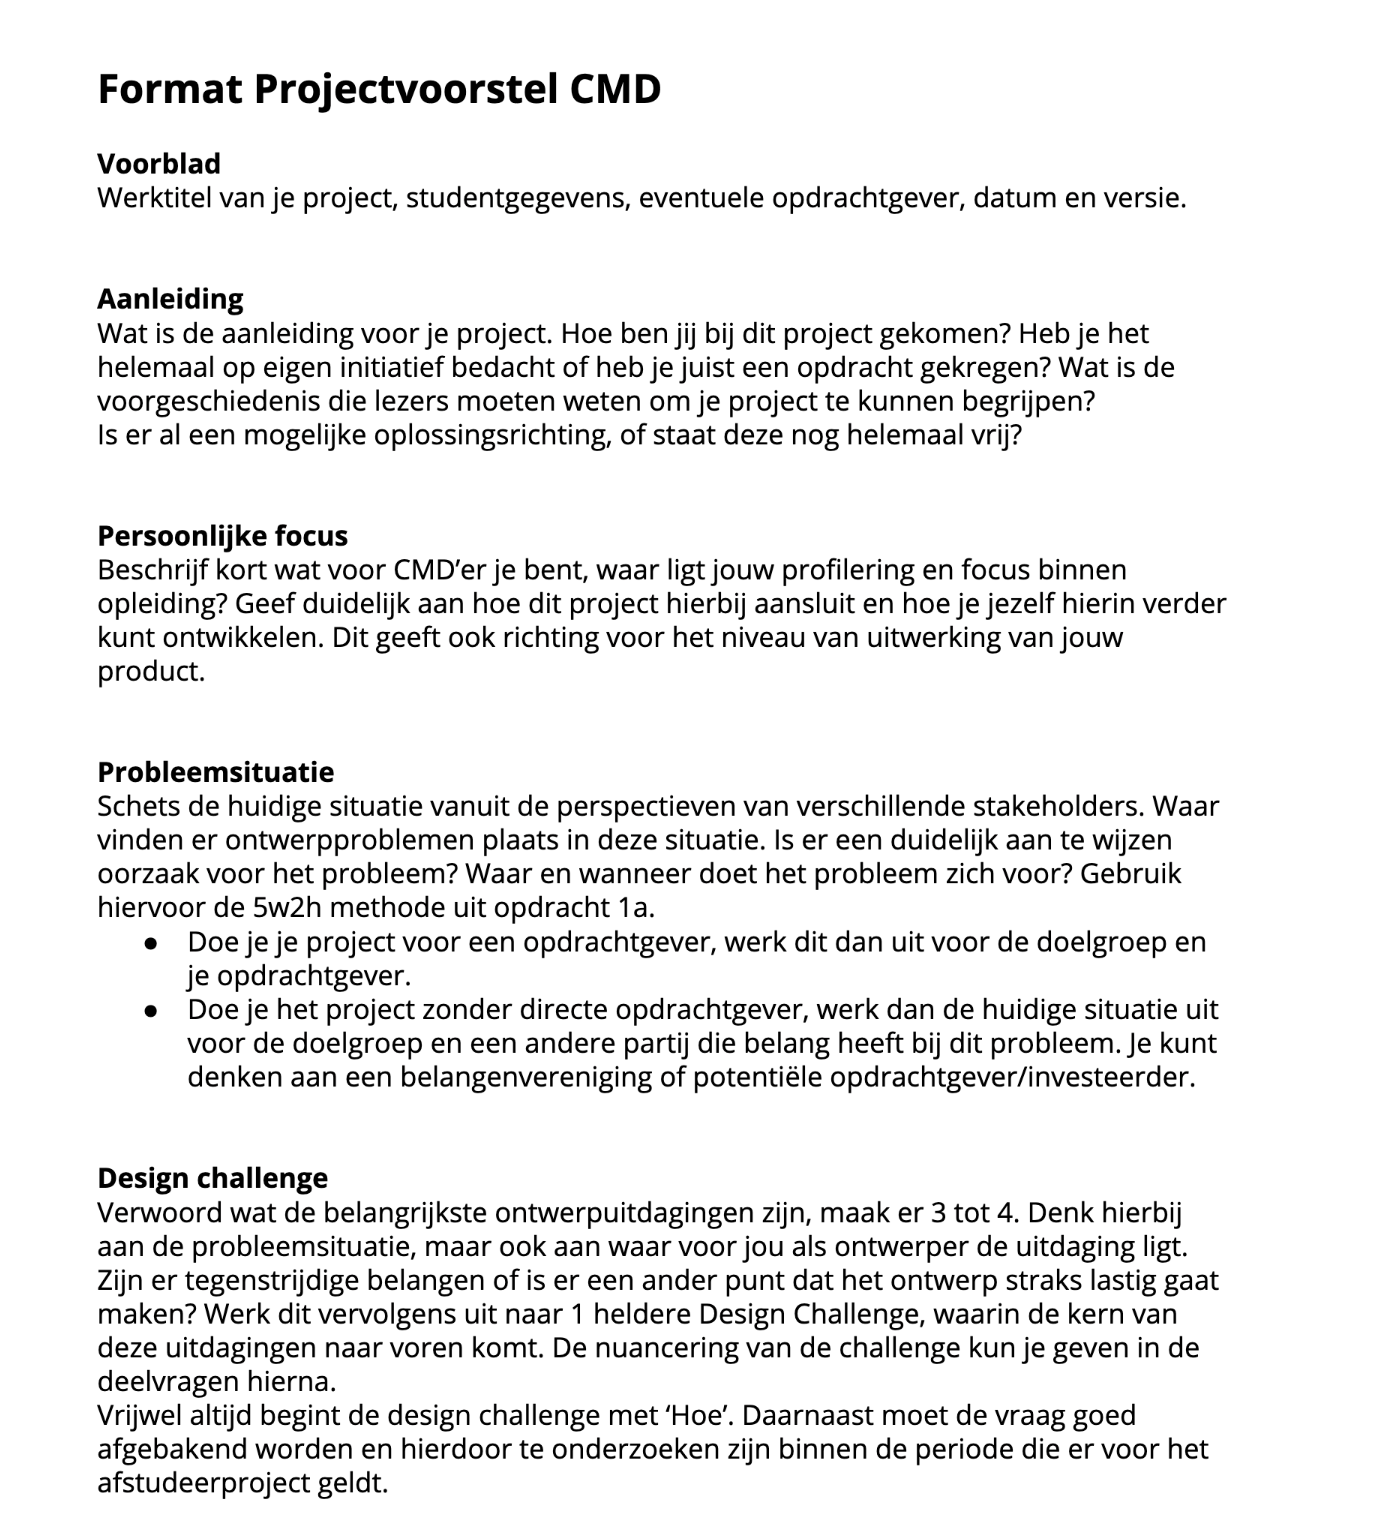 Format Projectvoorstel CMD
Voorblad
Werktitel van je project, studentgegevens, eventuele opdrachtgever, datum en versie.
Aanleiding
Wat is de aanleiding voor je project. Hoe ben jij bij dit project gekomen? Heb je het
helemaal op eigen initiatief bedacht of heb je juist een opdracht gekregen? Wat is de
voorgeschiedenis die lezers moeten weten om je project te kunnen begrijpen?
Is er al een mogelijke oplossingsrichting, of staat deze nog helemaal vrij?
Persoonlijke focus
Beschrijf kort wat voor CMD’er je bent, waar ligt jouw profilering en focus binnen
opleiding? Geef duidelijk aan hoe dit project hierbij aansluit en hoe je jezelf hierin verder
kunt ontwikkelen. Dit geeft ook richting voor het niveau van uitwerking van jouw
product.
Probleemsituatie
Schets de huidige situatie vanuit de perspectieven van verschillende stakeholders. Waar
vinden er ontwerpproblemen plaats in deze situatie. Is er een duidelijk aan te wijzen
oorzaak voor het probleem? Waar en wanneer doet het probleem zich voor? Gebruik
hiervoor de 5w2h methode uit opdracht 1a.
● Doe je je project voor een opdrachtgever, werk dit dan uit voor de doelgroep en
je opdrachtgever.
● Doe je het project zonder directe opdrachtgever, werk dan de huidige situatie uit
voor de doelgroep en een andere partij die belang heeft bij dit probleem. Je kunt
denken aan een belangenvereniging of potentiële opdrachtgever/investeerder.
Design challenge
Verwoord wat de belangrijkste ontwerpuitdagingen zijn, maak er 3 tot 4. Denk hierbij
aan de probleemsituatie, maar ook aan waar voor jou als ontwerper de uitdaging ligt.
Zijn er tegenstrijdige belangen of is er een ander punt dat het ontwerp straks lastig gaat
maken? Werk dit vervolgens uit naar 1 heldere Design Challenge, waarin de kern van
deze uitdagingen naar voren komt. De nuancering van de challenge kun je geven in de
deelvragen hierna.
Vrijwel altijd begint de design challenge met ‘Hoe’. Daarnaast moet de vraag goed
afgebakend worden en hierdoor te onderzoeken zijn binnen de periode die er voor het
afstudeerproject geldt.